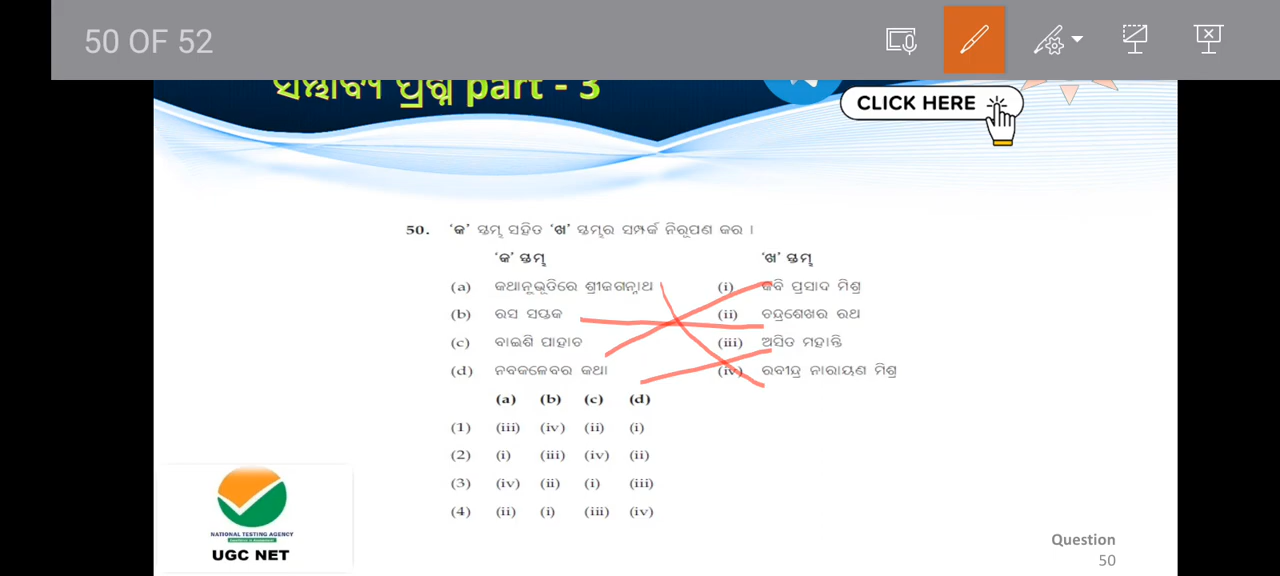 50 OF 52
ସମ୍ଭାବ୍ୟ ପ୍ରଶ୍ନ part - 3
CLICK HERE
50. 'କ' ସ୍ତମ୍ଭ ସହିତ 'ଖ' ସ୍ତମ୍ଭର ସମ୍ପର୍କ ନିରୂପଣ କର ।
'କ' ସ୍ତମ୍ଭ 'ଖ' ସ୍ତମ୍ଭ
(a) କଥାନୁଭୂତିରେ ଶ୍ରୀଜଗନ୍ନାଥ (i) କବି ପ୍ରସାଦ ମିଶ୍ର
(b) ରସ ସପ୍ତକ (ii) ଚନ୍ଦ୍ରଶେଖର ରଥ
(c) ବାଇଶି ପାହାଚ (iii) ଅସିତ ମହାନ୍ତି
(d) ନବକଳେବର କଥା (iv) ରବୀନ୍ଦ୍ର ନାରାୟଣ ମିଶ୍ର
(a) (b) (c) (d)
(1) (iii) (iv) (ii) (i)
(2) (i) (iii) (iv) (ii)
(3) (iv) (ii) (i) (iii)
(4) (ii) (i) (iii) (iv)
NATIONAL TESTING AGENCY
UGC NET
Question
50